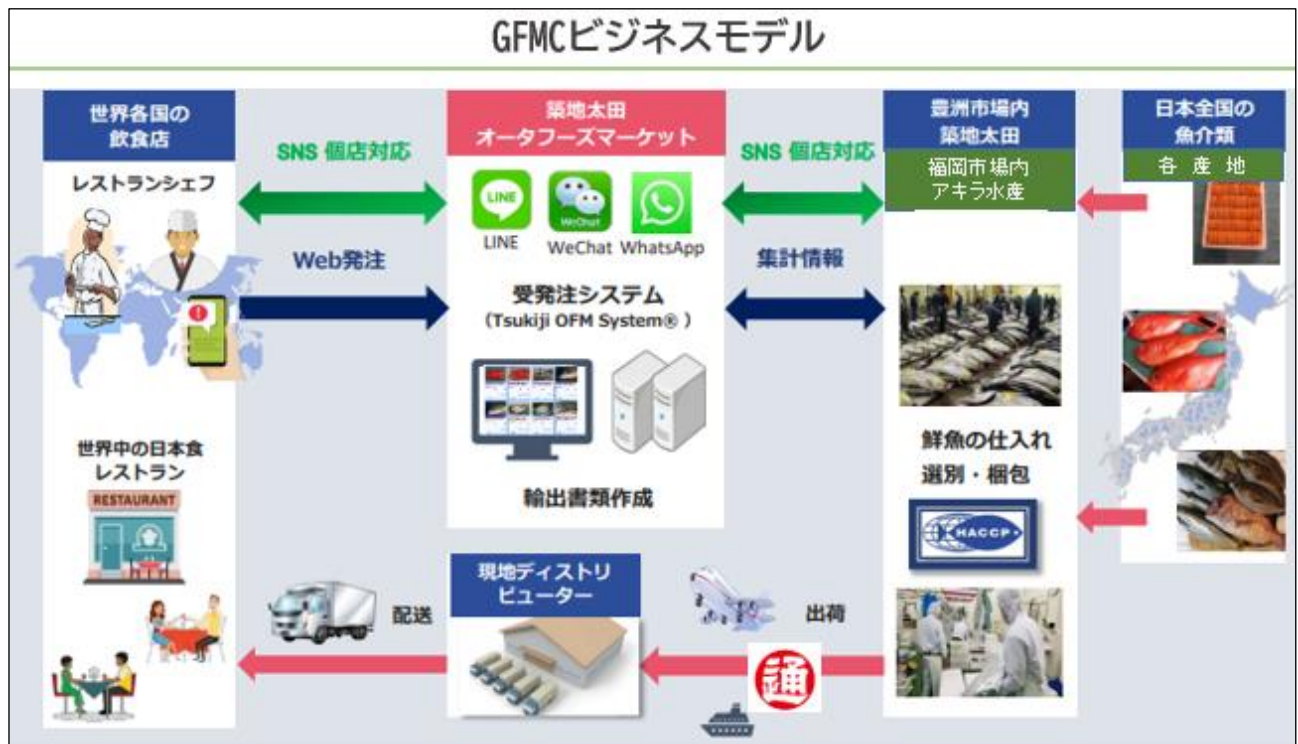 GFMCビジネスモデル
世界各国の
飲食店
レストランシェフ
世界中の日本食
レストラン
RESTAURANT
SNS 個店対応
Web発注
築地太田
オータフーズマーケット
LINE
WeChat
LINE
WeChat
WhatsApp
受発注システム
(Tsukiji OFM System® )
輸出書類作成
SNS 個店対応
集計情報
豊洲市場内
築地太田
福岡市場内
アキラ水産
鮮魚の仕入れ
選別・梱包
HACCP
日本全国の
魚介類
各 産 地
出荷
通
現地ディストリ
ビューター
配送